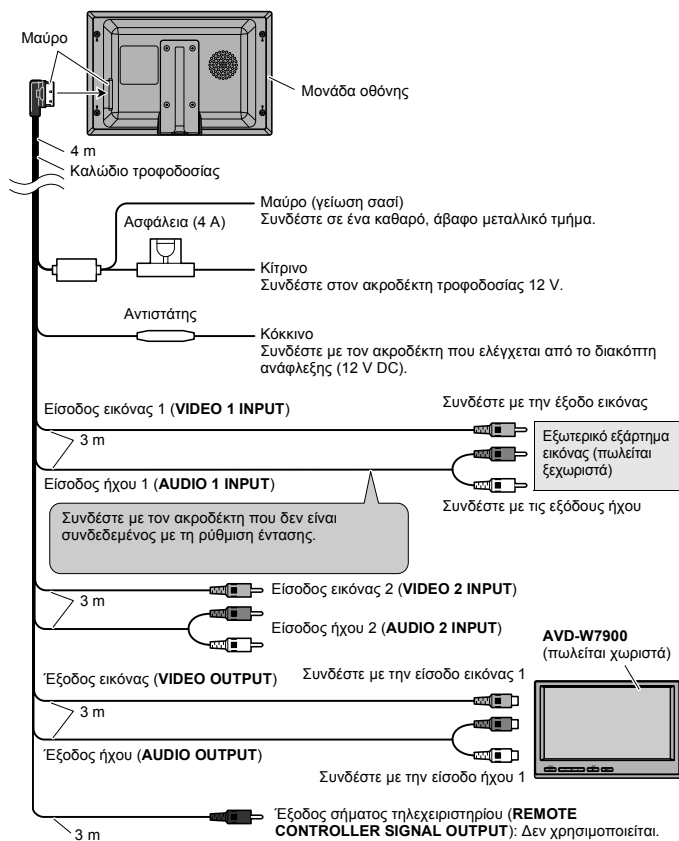 Μαύρο
Μονάδα οθόνης
4 m
Καλώδιο τροφοδοσίας
Μαύρο (γείωση σασί)
Συνδέστε σε ένα καθαρό, άβαφο μεταλλικό τμήμα.
Ασφάλεια (4 A)
Κίτρινο
Συνδέστε στον ακροδέκτη τροφοδοσίας 12 V.
Αντιστάτης
Κόκκινο
Συνδέστε με τον ακροδέκτη που ελέγχεται από το διακόπτη
ανάφλεξης (12 V DC).
Είσοδος εικόνας 1 (VIDEO 1 INPUT)
Συνδέστε με την έξοδο εικόνας
3 m
Εξωτερικό εξάρτημα
εικόνας (πωλείται
ξεχωριστά)
Είσοδος ήχου 1 (AUDIO 1 INPUT)
Συνδέστε με τις εξόδους ήχου
Συνδέστε με τον ακροδέκτη που δεν είναι
συνδεδεμένος με τη ρύθμιση έντασης.
Είσοδος εικόνας 2 (VIDEO 2 INPUT)
3 m
Είσοδος ήχου 2 (AUDIO 2 INPUT)
AVD-W7900
(πωλείται χωριστά)
Έξοδος εικόνας (VIDEO OUTPUT)
Συνδέστε με την είσοδο εικόνας 1
3 m
Έξοδος ήχου (AUDIO OUTPUT)
Συνδέστε με την είσοδο ήχου 1
Έξοδος σήματος τηλεχειριστηρίου (REMOTE
CONTROLLER SIGNAL OUTPUT): Δεν χρησιμοποιείται.
3 m